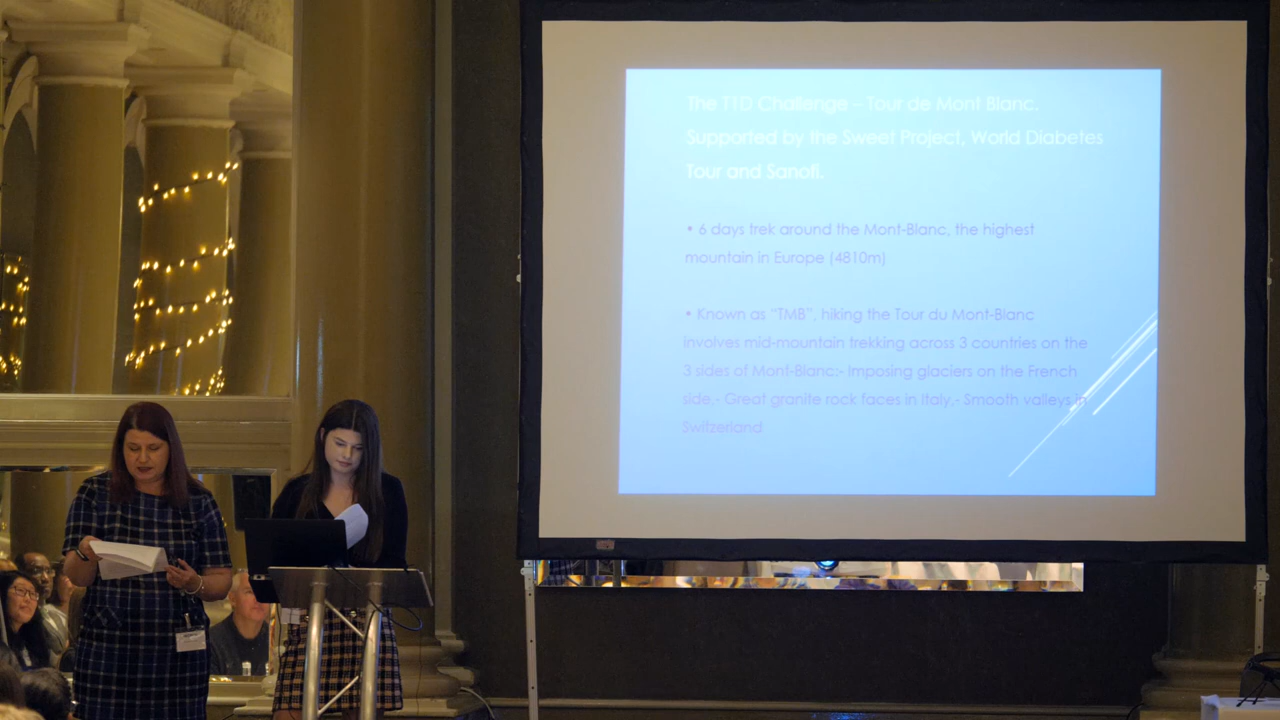 The T1D Challenge – Tour de Mont Blanc.
Supported by the Sweet Project, World Diabetes
Tour and Sanofi.
• 6 days trek around the Mont-Blanc, the highest
mountain in Europe (4810m)
• Known as “TMB”, hiking the Tour du Mont-Blanc
involves mid-mountain trekking across 3 countries on the
3 sides of Mont-Blanc:- Imposing glaciers on the French
side,- Great granite rock faces in Italy,- Smooth valleys in
Switzerland